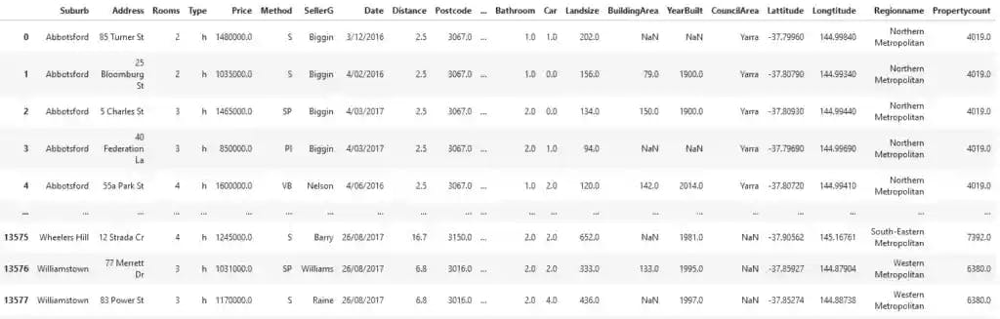 Suburb Address Rooms Type Price Method SellerG Date Distance Postcode ... Bathroom Car Landsize BuildingArea YearBuilt CouncilArea Lattitude Longtitude Regionname Propertycount
0 Abbotsford 85 Turner St 2 h 1480000.0 S Biggin 3/12/2016 2.5 3067.0 ... 1.0 1.0 202.0 NaN NaN Yarra -37.79960 144.99840 Northern Metropolitan 4019.0
1 Abbotsford 25 Bloomburg St 2 h 1035000.0 S Biggin 4/02/2016 2.5 3067.0 ... 1.0 0.0 156.0 79.0 1900.0 Yarra -37.80790 144.99340 Northern Metropolitan 4019.0
2 Abbotsford 5 Charles St 3 h 1465000.0 SP Biggin 4/03/2017 2.5 3067.0 ... 2.0 0.0 134.0 150.0 1900.0 Yarra -37.80930 144.99440 Northern Metropolitan 4019.0
3 Abbotsford 40 Federation La 3 h 850000.0 PI Biggin 4/03/2017 2.5 3067.0 ... 2.0 1.0 94.0 NaN NaN Yarra -37.79690 144.99690 Northern Metropolitan 4019.0
4 Abbotsford 55a Park St 4 h 1600000.0 VB Nelson 4/06/2016 2.5 3067.0 ... 1.0 2.0 120.0 142.0 2014.0 Yarra -37.80720 144.99410 Northern Metropolitan 4019.0
... ... ... ... ... ... ... ... ... ... ... ... ... ... ... ... ... ... ... ... ... ...
13575 Wheelers Hill 12 Strada Cr 4 h 1245000.0 S Barry 26/08/2017 16.7 3150.0 ... 2.0 2.0 652.0 NaN 1981.0 NaN -37.90562 145.16761 South-Eastern Metropolitan 7392.0
13576 Williamstown 77 Merrett Dr 3 h 1031000.0 SP Williams 26/08/2017 6.8 3016.0 ... 2.0 2.0 333.0 133.0 1995.0 NaN -37.85927 144.87904 Western Metropolitan 6380.0
13577 Williamstown 83 Power St 3 h 1170000.0 S Raine 26/08/2017 6.8 3016.0 ... 2.0 4.0 436.0 NaN 1997.0 NaN -37.85274 144.88738 Western Metropolitan 6380.0